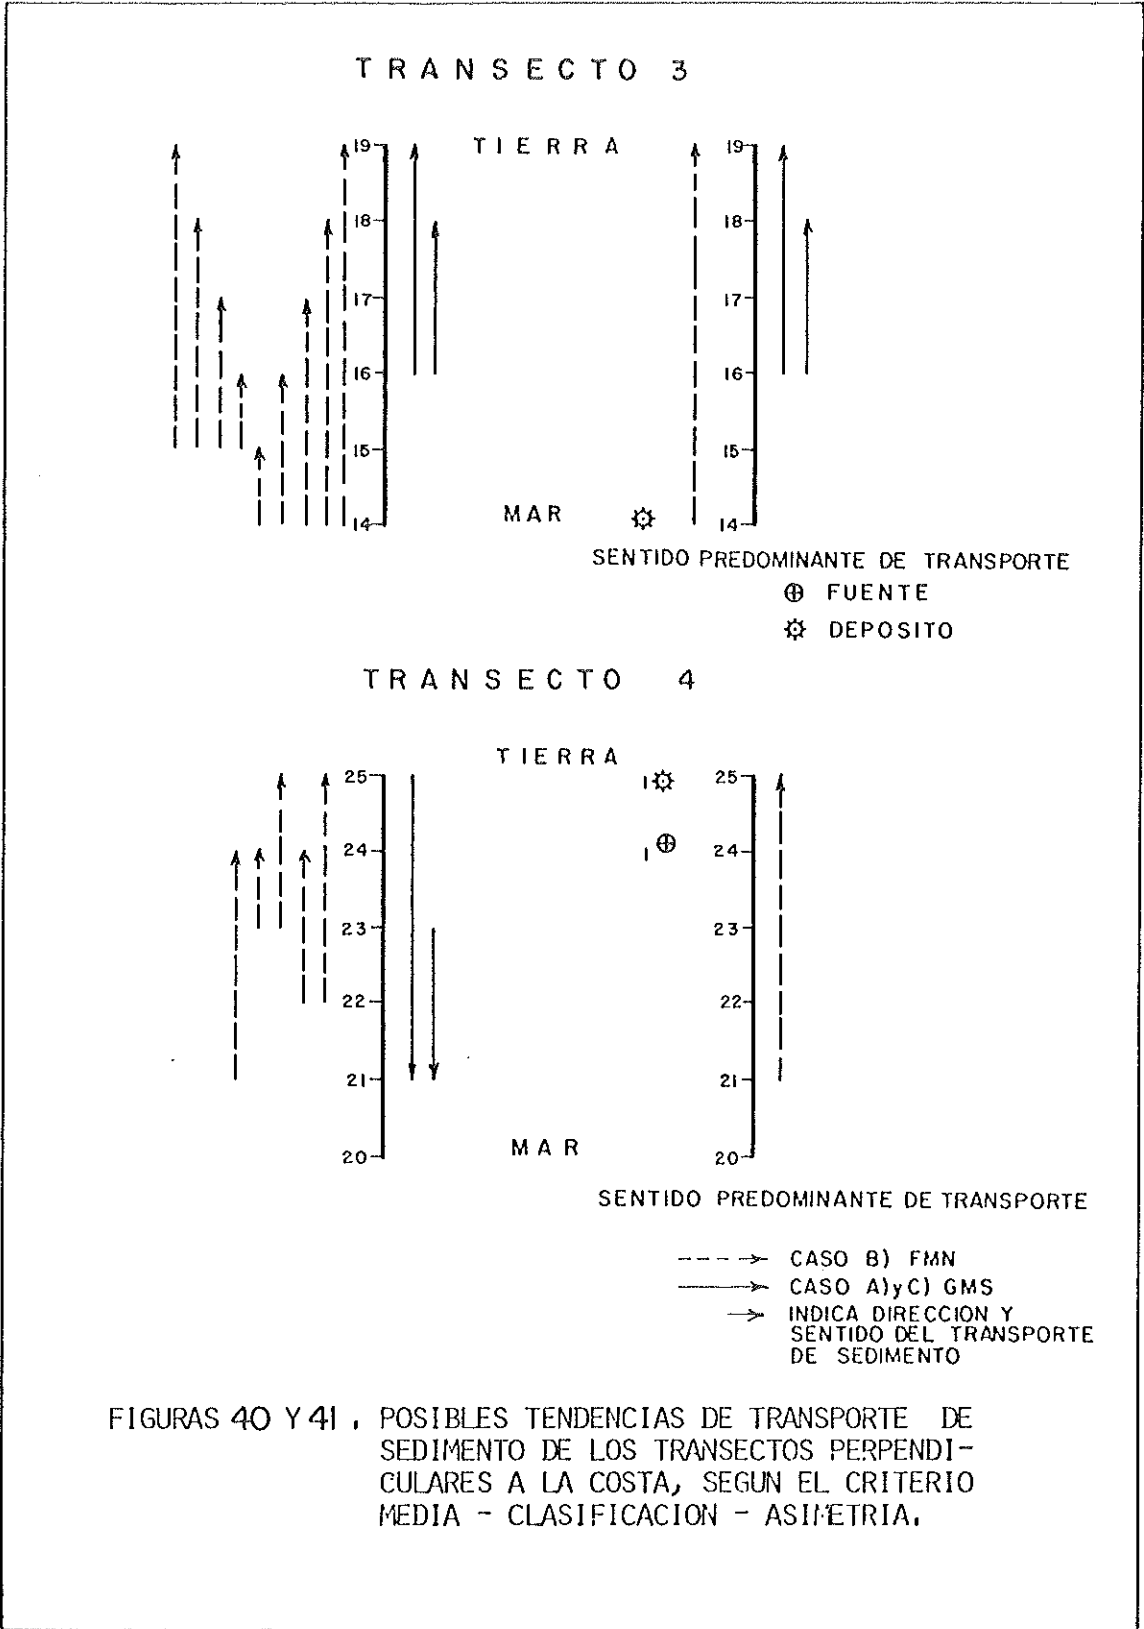 TRANSECTO 3
TIERRA
19
18
17
16
15
14
19
18
17
16
15
14
MAR
SENTIDO PREDOMINANTE DE TRANSPORTE
FUENTE
DEPOSITO
TRANSECTO 4
TIERRA
25
24
23
22
21
20
1
1
25
24
23
22
21
20
MAR
SENTIDO PREDOMINANTE DE TRANSPORTE
CASO B) FMN
CASO A)yC) GMS
INDICA DIRECCION Y
SENTIDO DEL TRANSPORTE
DE SEDIMENTO
FIGURAS 40 Y 41. POSIBLES TENDENCIAS DE TRANSPORTE DE
SEDIMENTO DE LOS TRANSECTOS PERPENDI-
CULARES A LA COSTA, SEGUN EL CRITERIO
MEDIA - CLASIFICACION - ASIMETRIA.